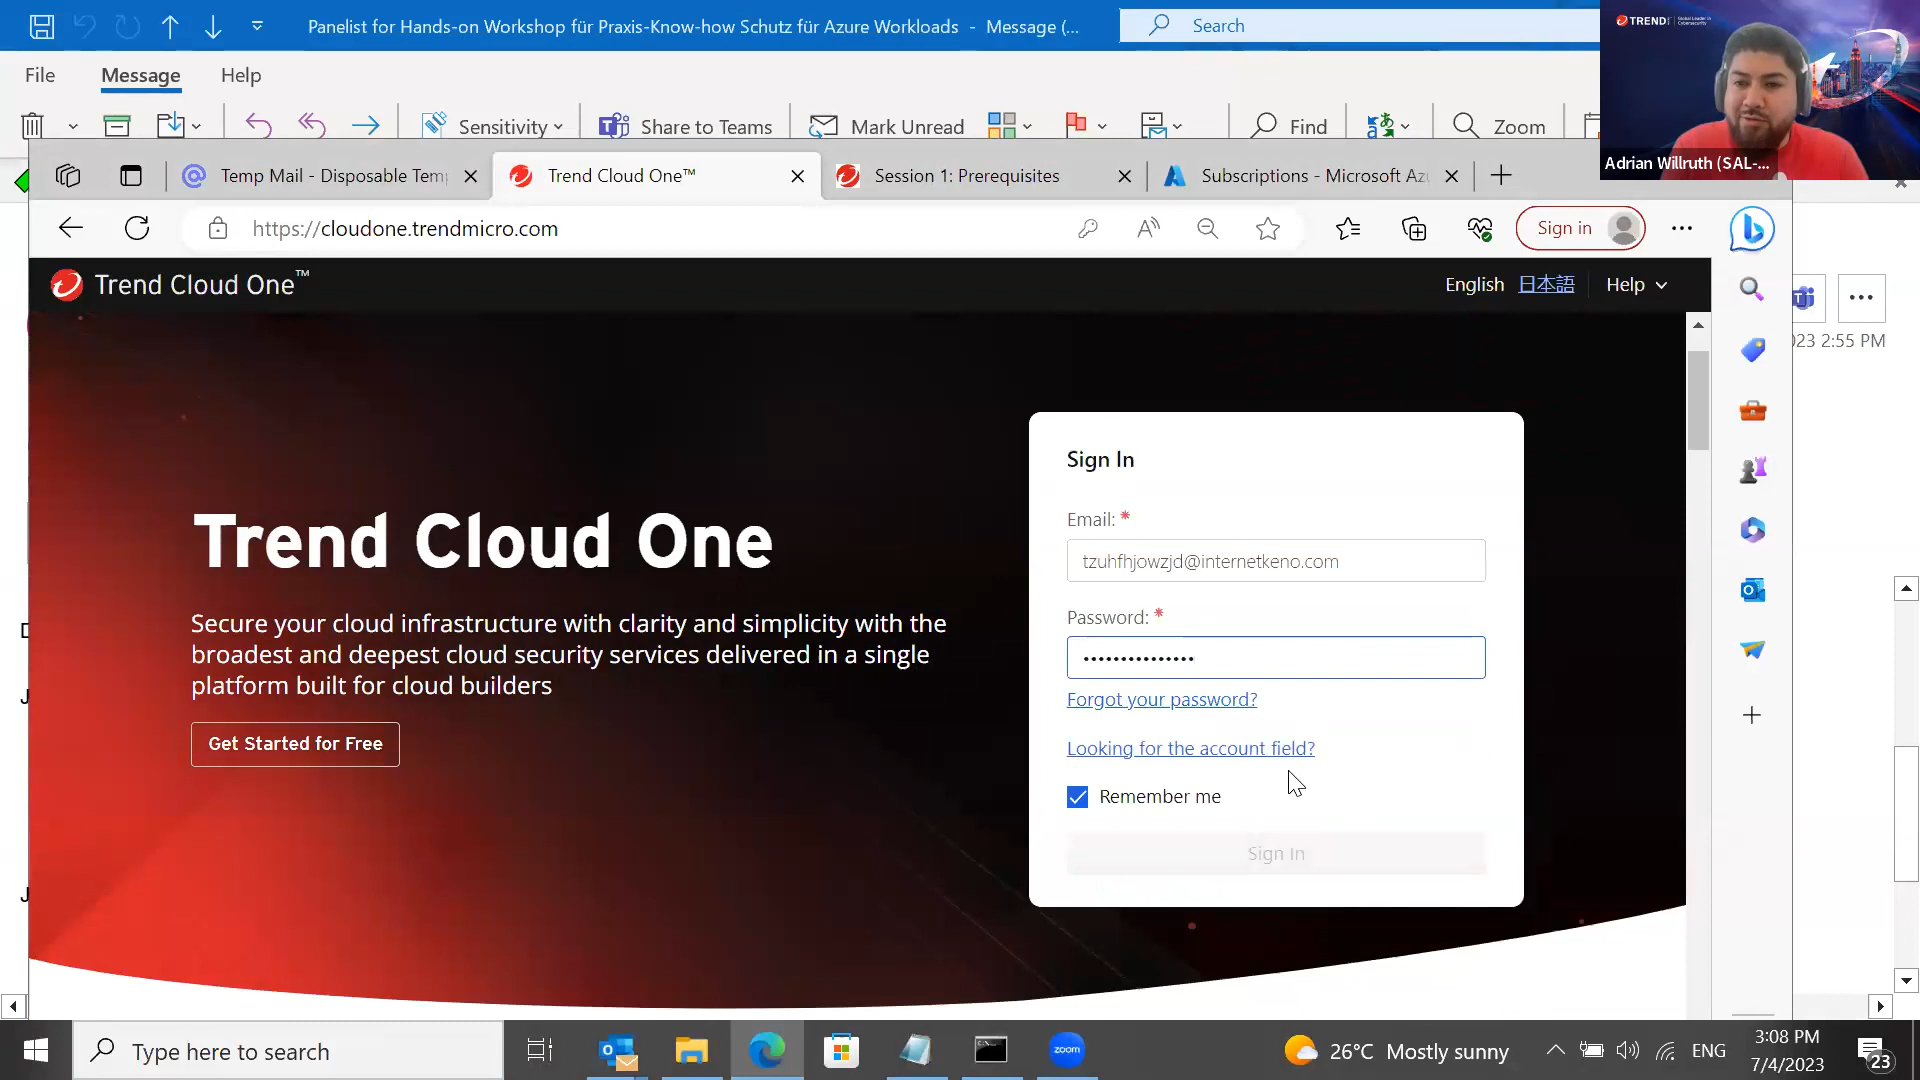 Panelist for Hands-on Workshop für Praxis-Know-how Schutz für Azure Workloads - Message (...
Search
TREND
Adrian Willruth (SAL-...
File
Message
Help
Sensitivity
Share to Teams
Mark Unread
Find
Zoom
Temp Mail - Disposable Tem
Trend Cloud One™
Session 1: Prerequisites
Subscriptions - Microsoft Az
https://cloudone.trendmicro.com
Sign in
Trend Cloud One™
English
日本語
Help
023 2:55 PM
Trend Cloud One
Secure your cloud infrastructure with clarity and simplicity with the
broadest and deepest cloud security services delivered in a single
platform built for cloud builders
Get Started for Free
Sign In
Email: *
tzuhfhjowzjd@internetkeno.com
Password: *
•••••••••••••••
Forgot your password?
Looking for the account field?
Remember me
Sign In
Type here to search
zoom
26°C Mostly sunny
ENG
3:08 PM
7/4/2023
23